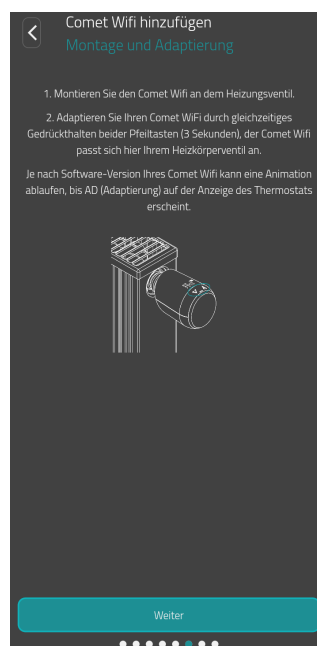 Comet Wifi hinzufügen
Montage und Adaptierung
1. Montieren Sie den Comet Wifi an dem Heizungsventil.
2. Adaptieren Sie Ihren Comet WiFi durch gleichzeitiges
Gedrückthalten beider Pfeiltasten (3 Sekunden), der Comet Wifi
passt sich hier Ihrem Heizkörperventil an.
Je nach Software-Version Ihres Comet Wifi kann eine Animation
ablaufen, bis AD (Adaptierung) auf der Anzeige des Thermostats
erscheint.
Weiter